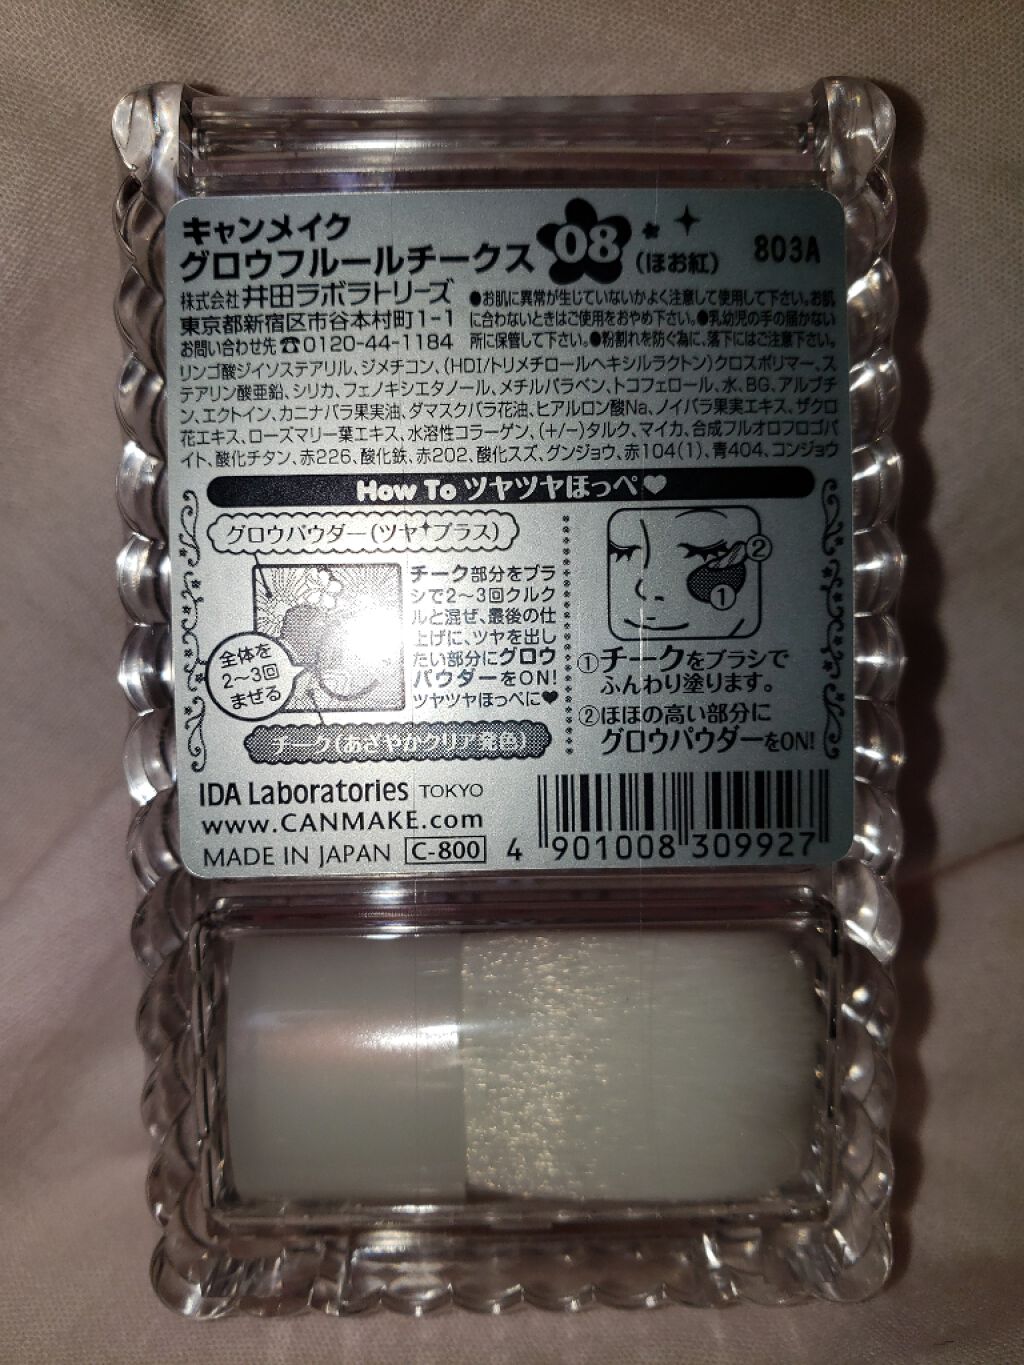 キャンメイク
グロウフルールチークス 08 (ほお紅) 803A
株式会社 井田ラボラトリーズ
東京都新宿区市谷本村町1-1
お問い合わせ先 ☎0120-44-1184
●お肌に異常が生じていないかよく注意して使用して下さい。お肌
に合わないときはご使用をおやめ下さい。●乳幼児の手の届かない
所に保管して下さい。●粉割れを防ぐ為に、落下にはご注意下さい。
リンゴ酸ジイソステアリル、ジメチコン、(HDI/トリメチロールヘキシルラクトン)クロスポリマー、ス
テアリン酸亜鉛、シリカ、フェノキシエタノール、メチルパラベン、トコフェロール、水、BG、アルブチ
ン、エクトイン、カニナバラ果実油、ダマスクバラ花油、ヒアルロン酸Na、ノイバラ果実エキス、ザクロ
花エキス、ローズマリー葉エキス、水溶性コラーゲン、(+/−)タルク、マイカ、合成フルオロフロゴパ
イト、酸化チタン、赤226、酸化鉄、赤202、酸化スズ、グンジョウ、赤104(1)、青404、コンジョウ
How To ツヤツヤほっぺ♥
グロウパウダー(ツヤ✦プラス)
チーク部分をブラ
シで2〜3回クルク
ルと混ぜ、最後の仕
上げに、ツヤを出し
たい部分にグロウ
パウダーをON!
ツヤツヤほっぺに♥
全体を
2〜3回
まぜる
チーク(あざやかクリア発色)
②
①
①チークをブラシで
ふんわり塗ります。
②ほほの高い部分に
グロウパウダーをON!
IDA Laboratories TOKYO
www.CANMAKE.com
MADE IN JAPAN C-800
4 901008 309927